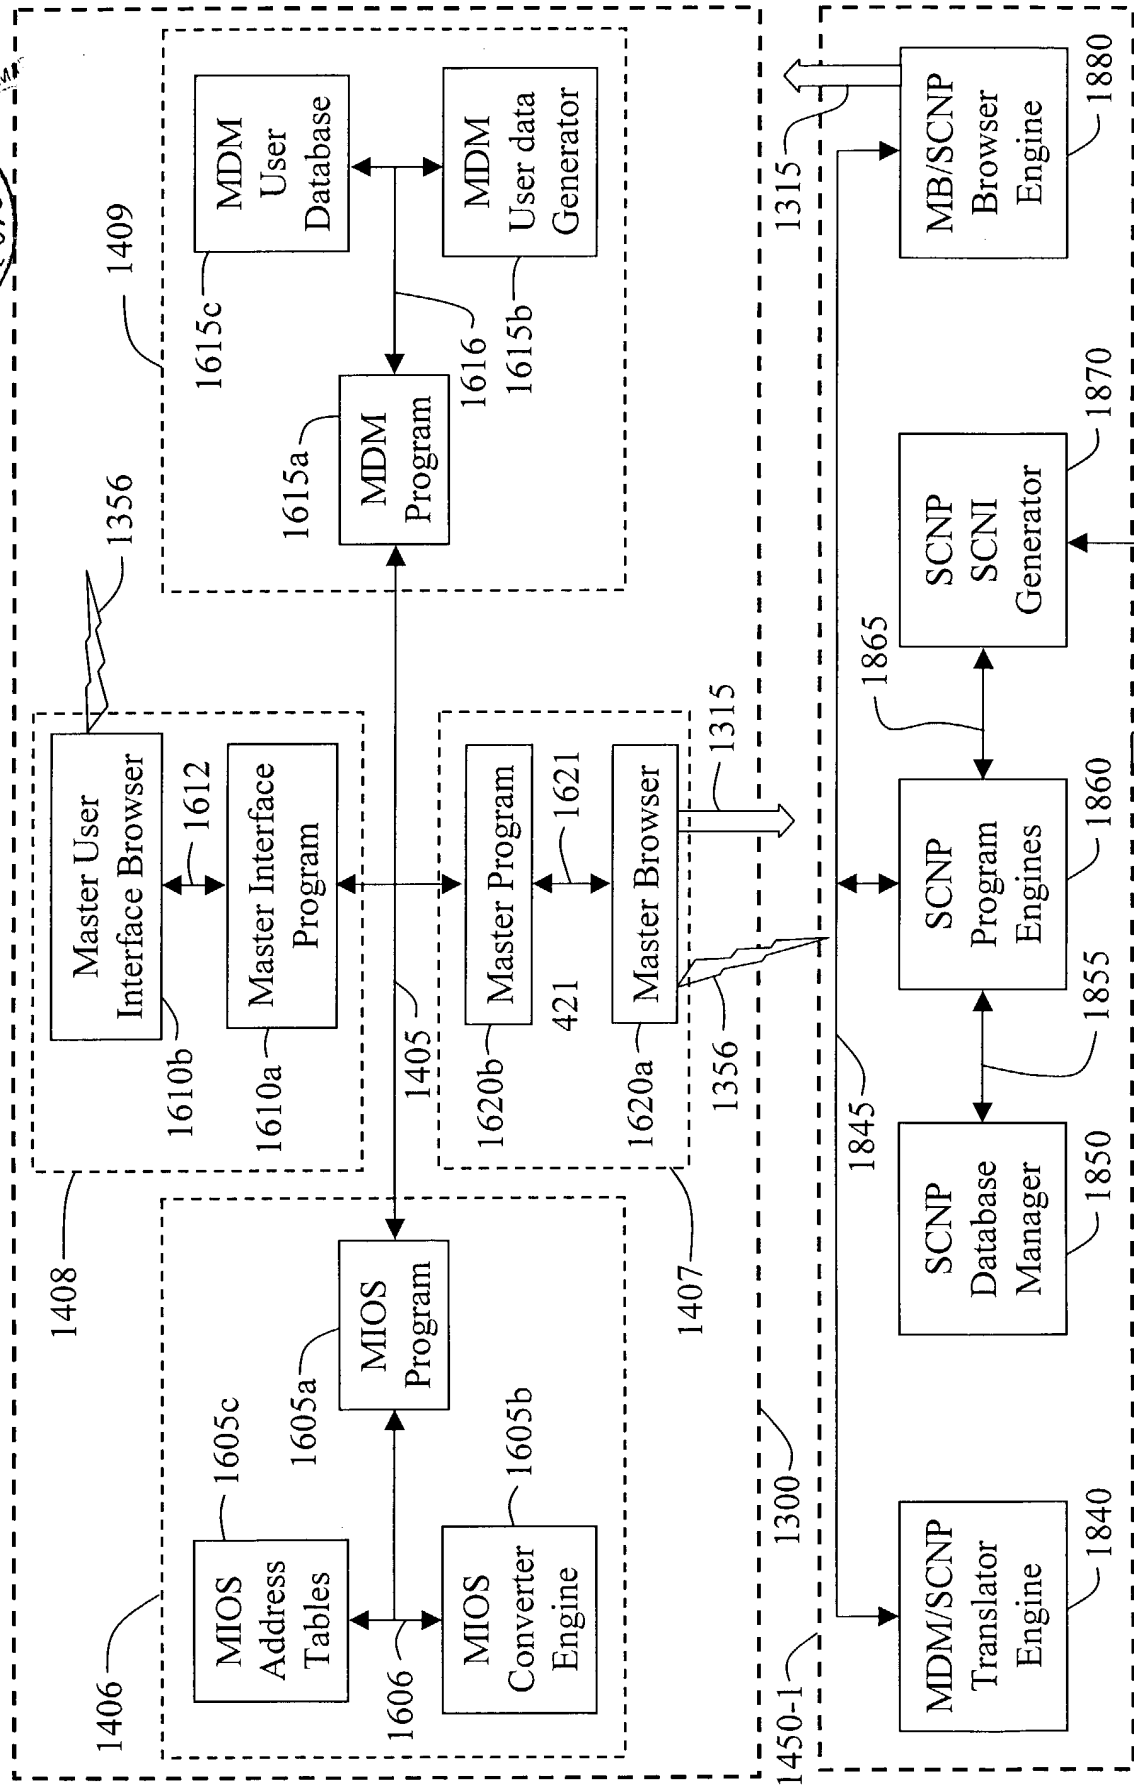 1406
MIOS
Address
Tables
1605c
1606
MIOS
Converter
Engine
1605b
MIOS
Program
1605a
1408
Master User
Interface Browser
1610b
1612
1356
Master Interface
Program
1610a
1405
Master Program
1620b
421
1621
Master Browser
1620a
1315
1356
1407
1409
MDM
Program
1615a
1616
MDM
User
Database
1615c
MDM
User data
Generator
1615b
1300
1450-1
MDM/SCNP
Translator
Engine
1840
1845
SCNP
Database
Manager
1850
1855
SCNP
Program
Engines
1860
1865
SCNP
SCNI
Generator
1870
MB/SCNP
Browser
Engine
1880
1315